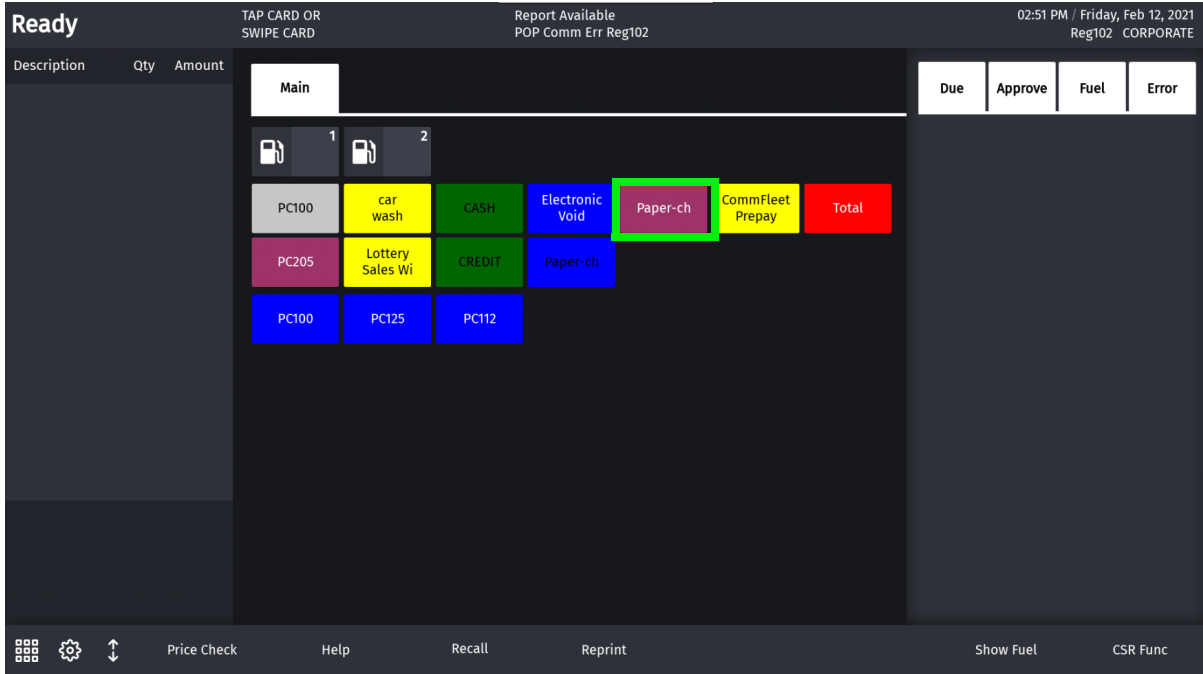 Ready
TAP CARD OR
SWIPE CARD
Report Available
POP Comm Err Reg102
02:51 PM / Friday, Feb 12, 2021
Reg102 CORPORATE
Description Qty Amount
Main
Due Approve Fuel Error
1 2
PC100
car
wash
CASH
Electronic
Void
Paper-ch
CommFleet
Prepay
Total
PC205
Lottery
Sales Wi
CREDIT
Paper-ch
PC100 PC125 PC112
Price Check Help Recall Reprint Show Fuel CSR Func